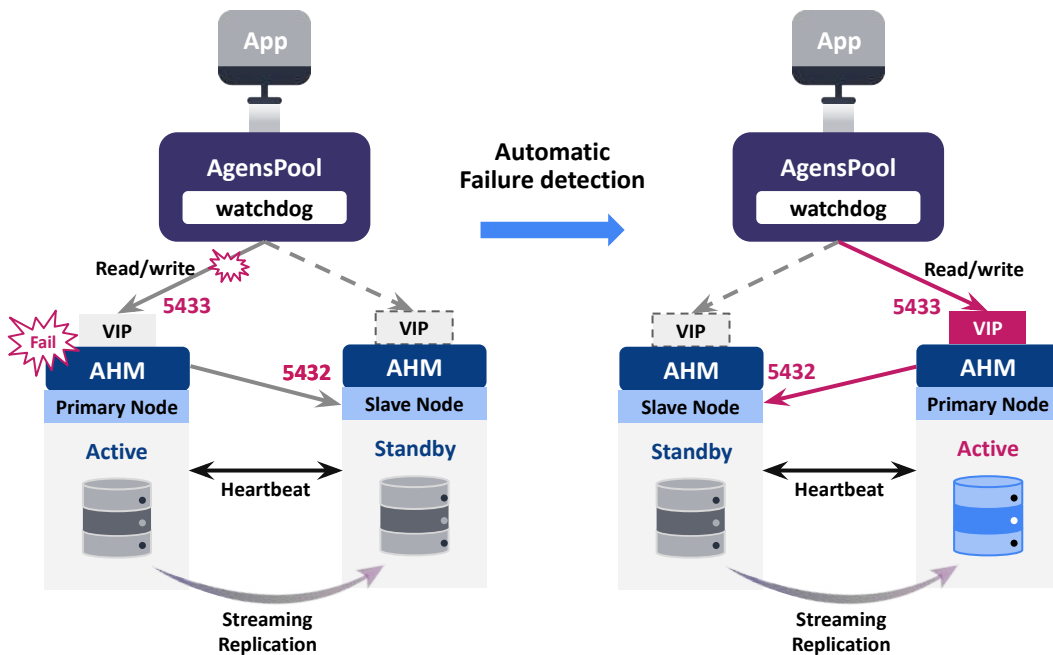 App
AgensPool
watchdog
Read/write
5433
Fail
VIP
VIP
AHM
5432
AHM
Primary Node
Slave Node
Active
Standby
Heartbeat
Streaming
Replication
Automatic
Failure detection
App
AgensPool
watchdog
Read/write
5433
VIP
VIP
AHM
5432
AHM
Slave Node
Primary Node
Standby
Active
Heartbeat
Streaming
Replication